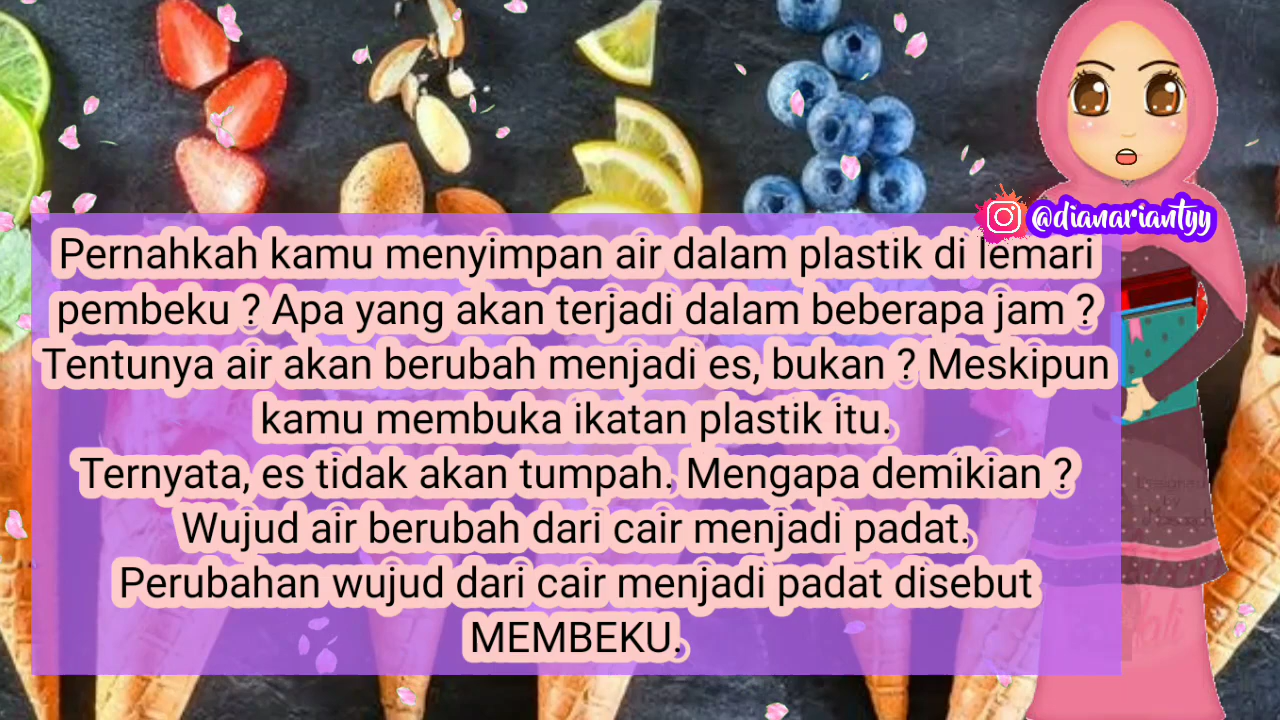 @dianariantyy
Pernahkah kamu menyimpan air dalam plastik di lemari
pembeku ? Apa yang akan terjadi dalam beberapa jam ?
Tentunya air akan berubah menjadi es, bukan ? Meskipun
kamu membuka ikatan plastik itu.
Ternyata, es tidak akan tumpah. Mengapa demikian ?
Wujud air berubah dari cair menjadi padat.
Perubahan wujud dari cair menjadi padat disebut
MEMBEKU.